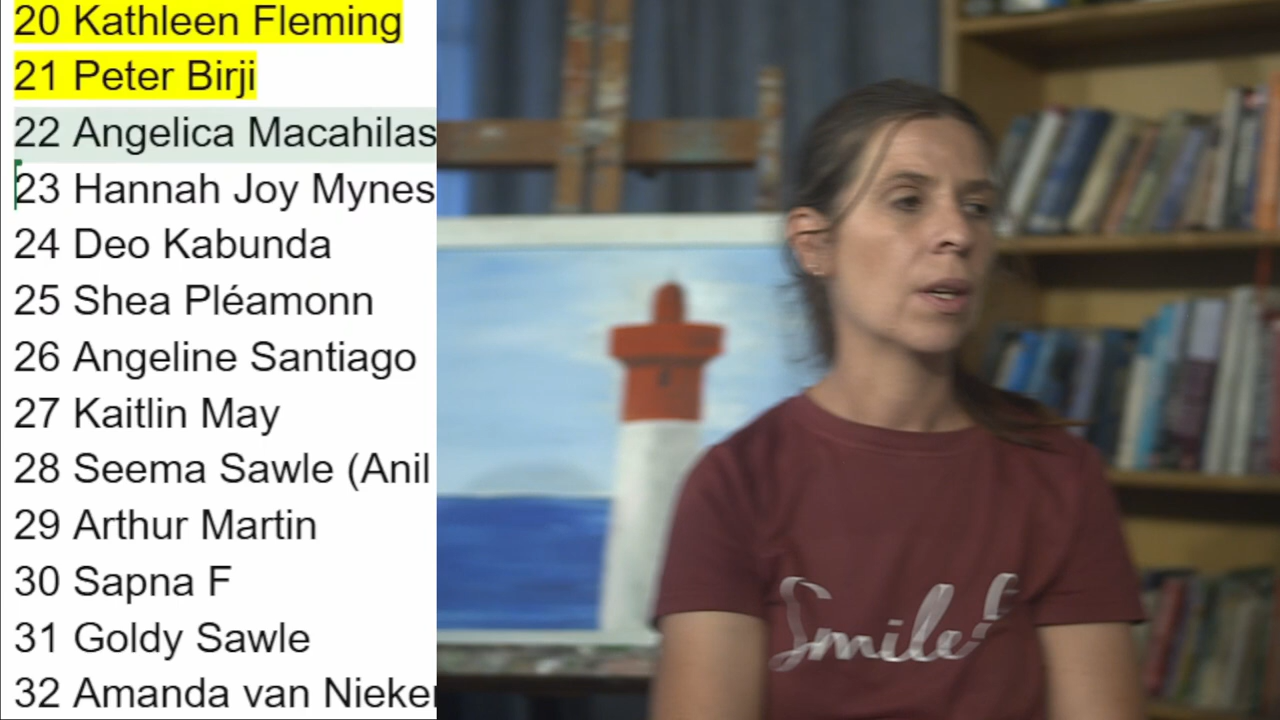 20 Kathleen Fleming
21 Peter Birji
22 Angelica Macahilas
23 Hannah Joy Mynes
24 Deo Kabunda
25 Shea Pléamonn
26 Angeline Santiago
27 Kaitlin May
28 Seema Sawle (Anil
29 Arthur Martin
30 Sapna F
31 Goldy Sawle
32 Amanda van Nieker
Smile!